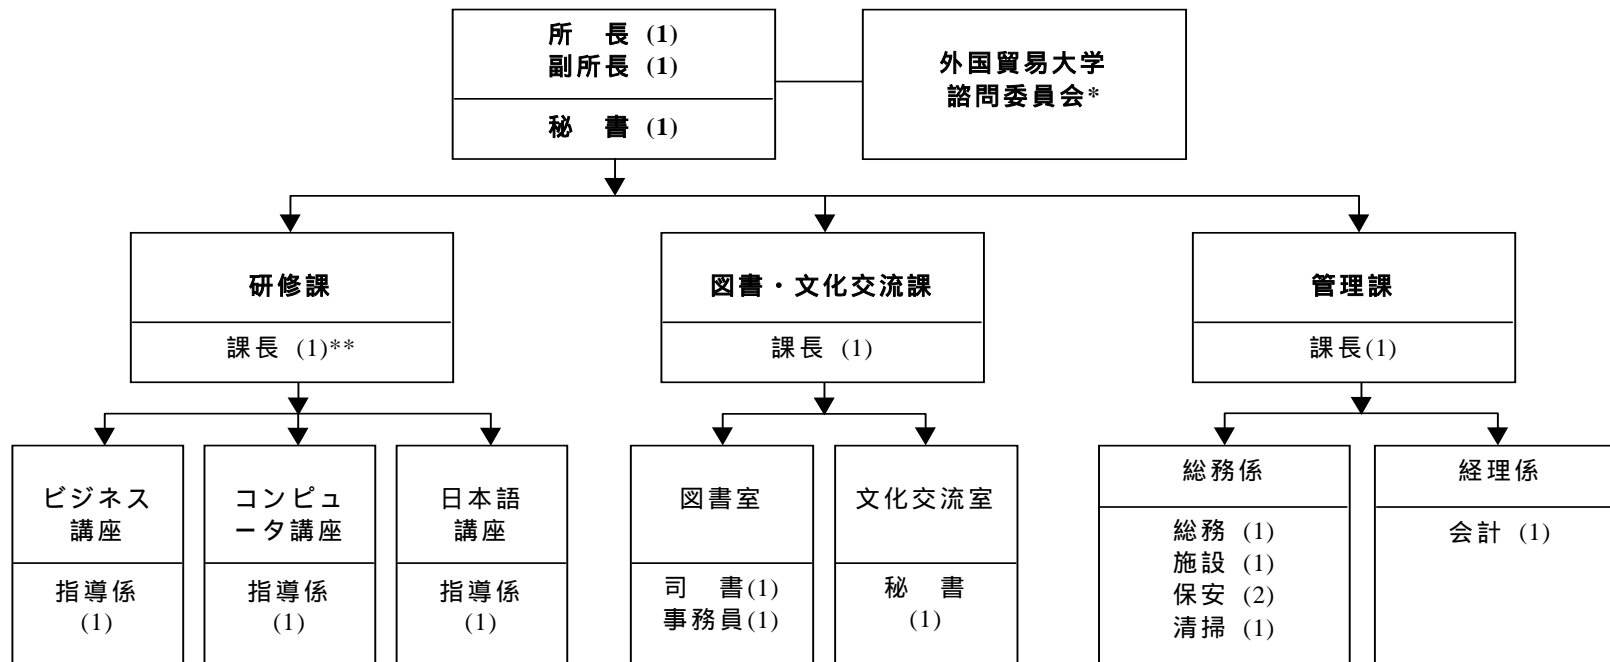 所　長 (1)
副所長 (1)
秘　書 (1)
外国貿易大学
諮問委員会*
研修課
課長 (1)**
図書・文化交流課
課長 (1)
管理課
課長(1)
ビジネス
講座
指導係
(1)
コンピュ
ータ講座
指導係
(1)
日本語
講座
指導係
(1)
図書室
司　書(1)
事務員(1)
文化交流室
秘　書
(1)
総務係
総務 (1)
施設 (1)
保安 (2)
清掃 (1)
経理係
会計 (1)